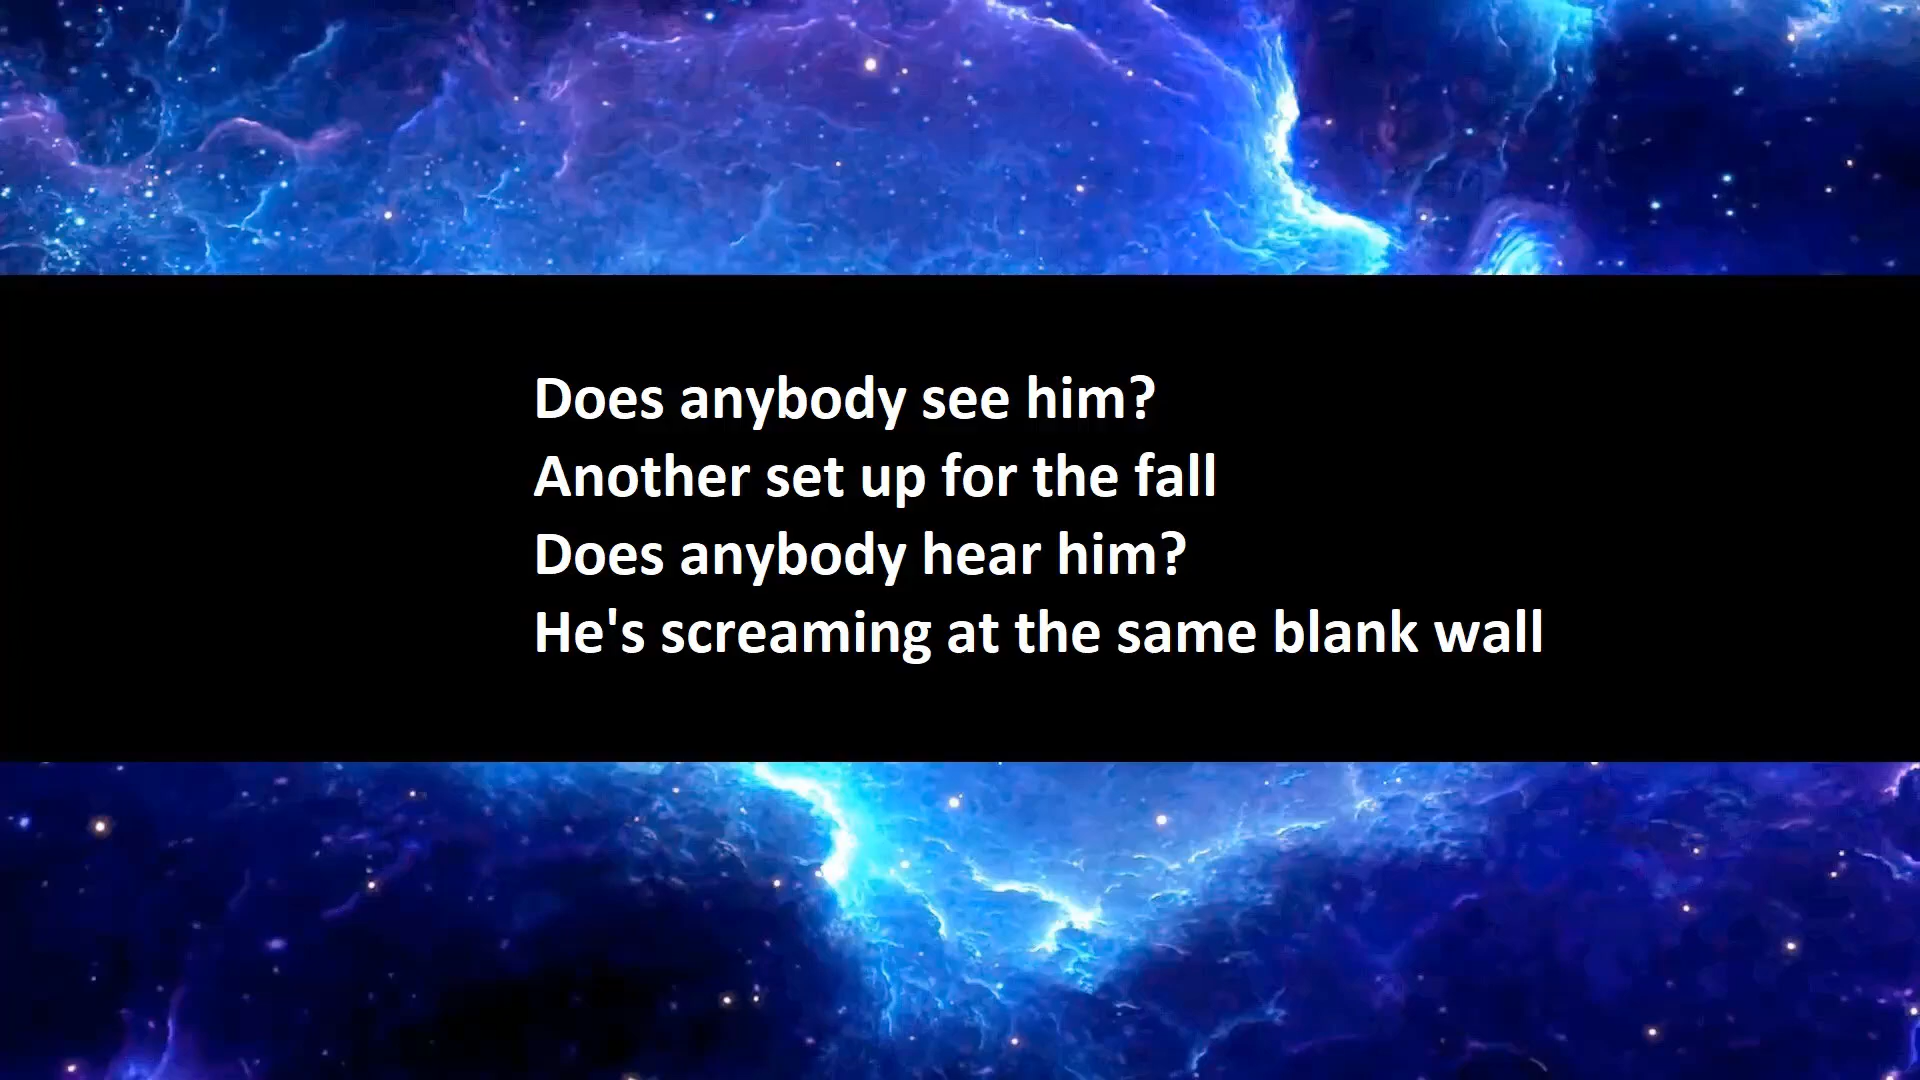 Does anybody see him?
Another set up for the fall
Does anybody hear him?
He's screaming at the same blank wall